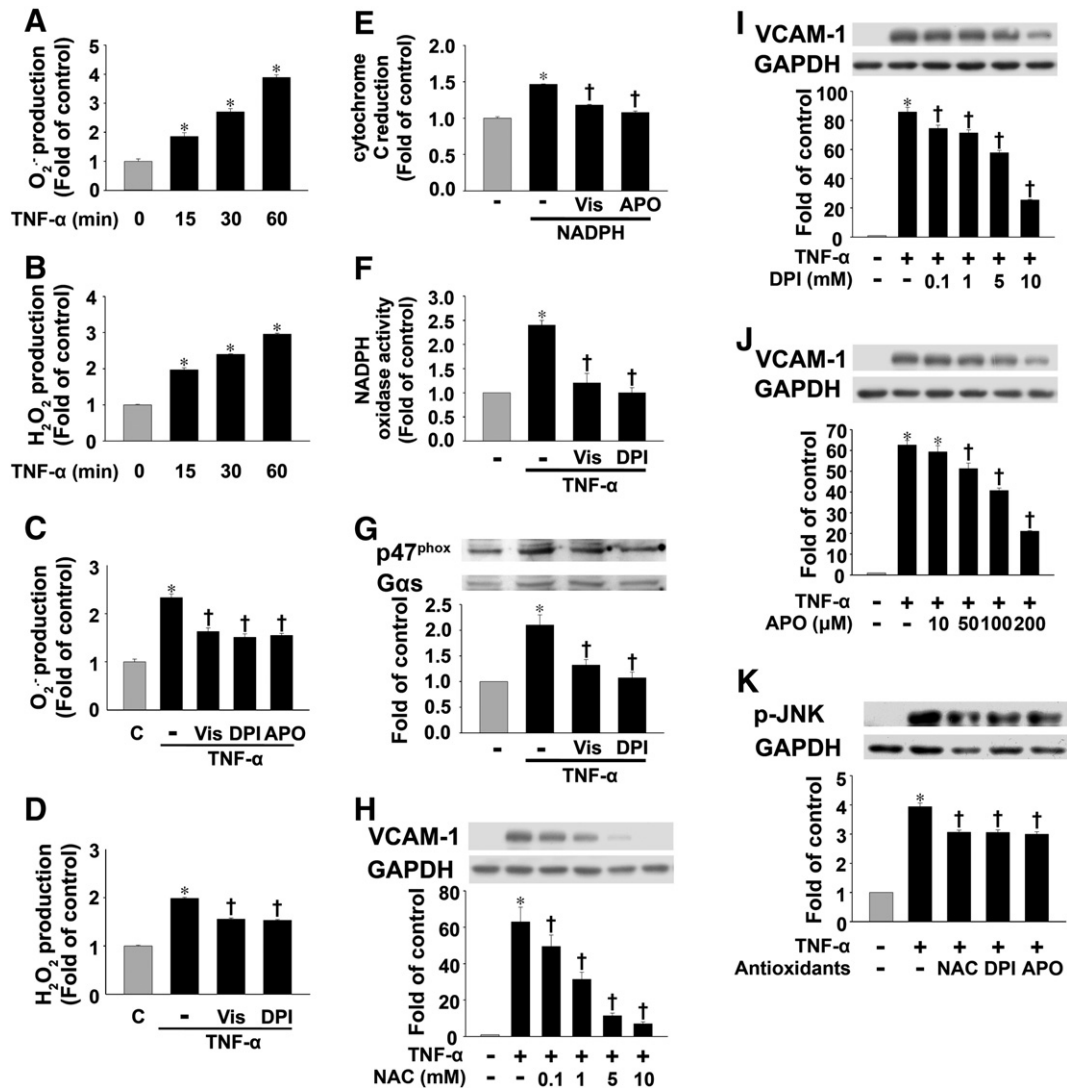 A
O₂·⁻ production
(Fold of control)
5
4
3
2
1
0
* * *
TNF-α (min) 0 15 30 60
B
H₂O₂ production
(Fold of control)
4
3
2
1
0
* * *
TNF-α (min) 0 15 30 60
C
O₂·⁻ production
(Fold of control)
3
2
1
0
* † † †
C - Vis DPI APO
TNF-α
D
H₂O₂ production
(Fold of control)
3
2
1
0
* † †
C - Vis DPI
TNF-α
E
cytochrome
C reduction
(Fold of control)
2.0
1.5
1.0
0.5
0.0
* † †
- - Vis APO
NADPH
F
NADPH
oxidase activity
(Fold of control)
3.0
2.5
2.0
1.5
1.0
0.5
0.0
* † †
- - Vis DPI
TNF-α
G
p47phox
Gαs
Fold of control
2.5
2.0
1.5
1.0
0.5
0.0
* † †
- - Vis DPI
TNF-α
H
VCAM-1
GAPDH
Fold of control
80
60
40
20
0
* † † † †
TNF-α - + + + + +
NAC (mM) - - 0.1 1 5 10
I
VCAM-1
GAPDH
Fold of control
100
80
60
40
20
0
* † † † †
TNF-α - + + + + +
DPI (mM) - - 0.1 1 5 10
J
VCAM-1
GAPDH
Fold of control
70
60
50
40
30
20
10
0
* * † † †
TNF-α - + + + + +
APO (μM) - - 10 50 100 200
K
p-JNK
GAPDH
Fold of control
5
4
3
2
1
0
* † † †
TNF-α - + + + +
Antioxidants - - NAC DPI APO